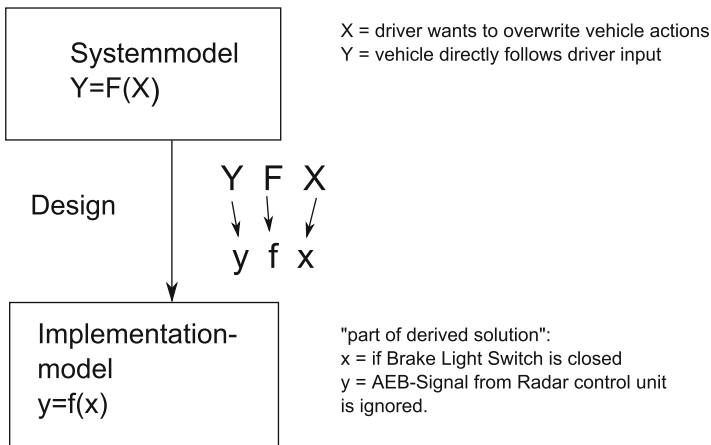 Systemmodel
Y=F(X)
X = driver wants to overwrite vehicle actions
Y = vehicle directly follows driver input
Design
Y F X
y f x
Implementation-
model
y=f(x)
"part of derived solution":
x = if Brake Light Switch is closed
y = AEB-Signal from Radar control unit
is ignored.